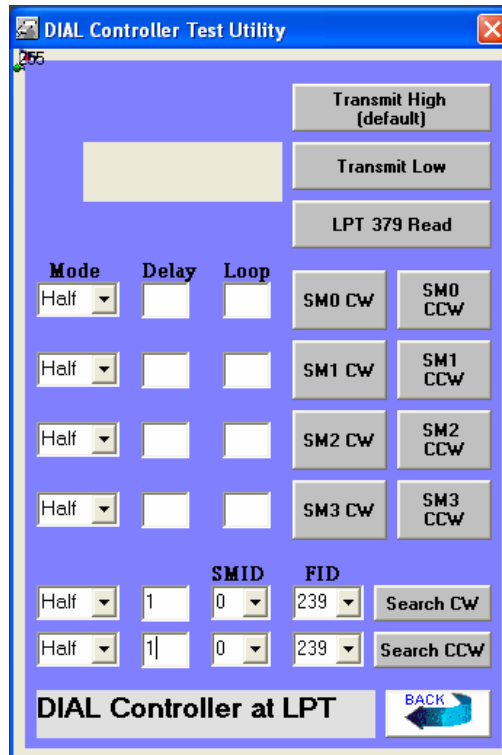 DIAL Controller Test Utility
Transmit High
(default)
Transmit Low
LPT 379 Read
Mode Delay Loop
Half SM0 CW SM0
CCW
Half SM1 CW SM1
CCW
Half SM2 CW SM2
CCW
Half SM3 CW SM3
CCW
SMID FID
Half 1 0 239 Search CW
Half 1 0 239 Search CCW
DIAL Controller at LPT BACK